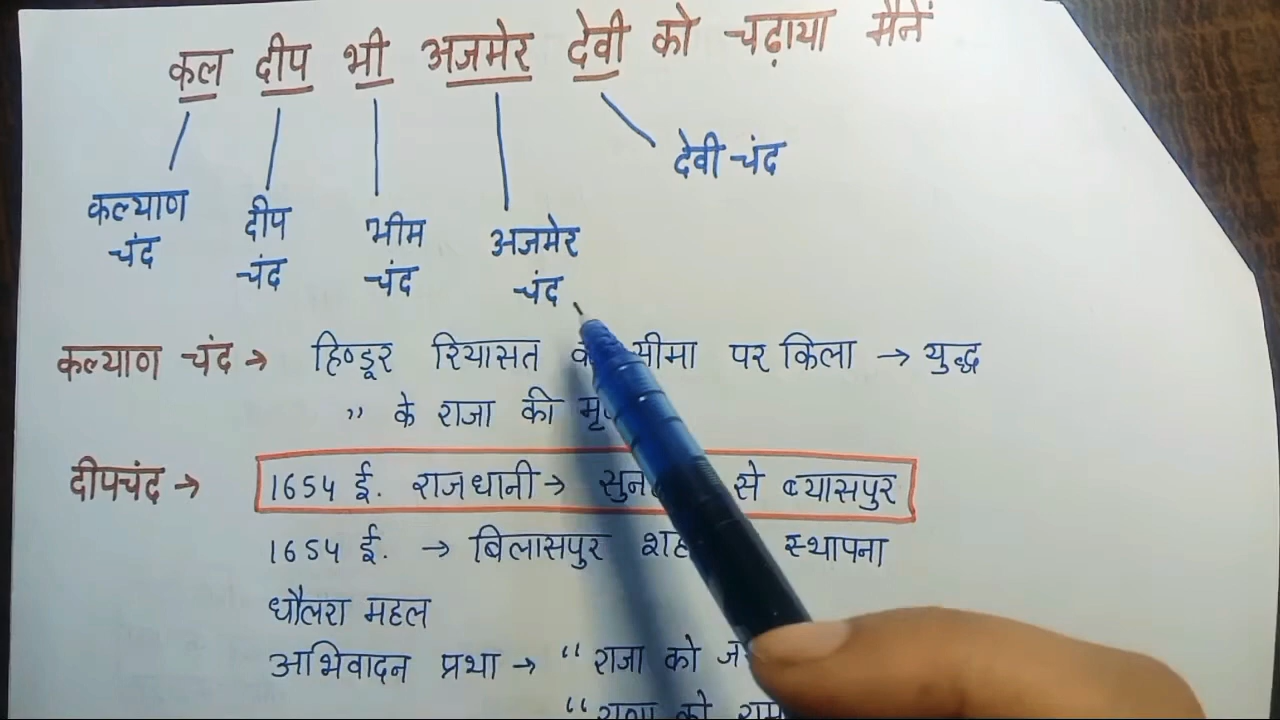 कल दीप भी अजमेर देवी को चढ़ाया मैनें
देवी चंद
कल्याण चंद
दीप चंद
भीम चंद
अजमेर चंद
कल्याण चंद → हिण्डूर रियासत सीमा पर किला → युद्ध
” के राजा की
दीपचंद → 1654 ई. राजधानी → से ब्यासपुर
1654 ई. → बिलासपुर स्थापना
धौलरा महल
अभिवादन प्रथा → “ राजा को
“ राणा को